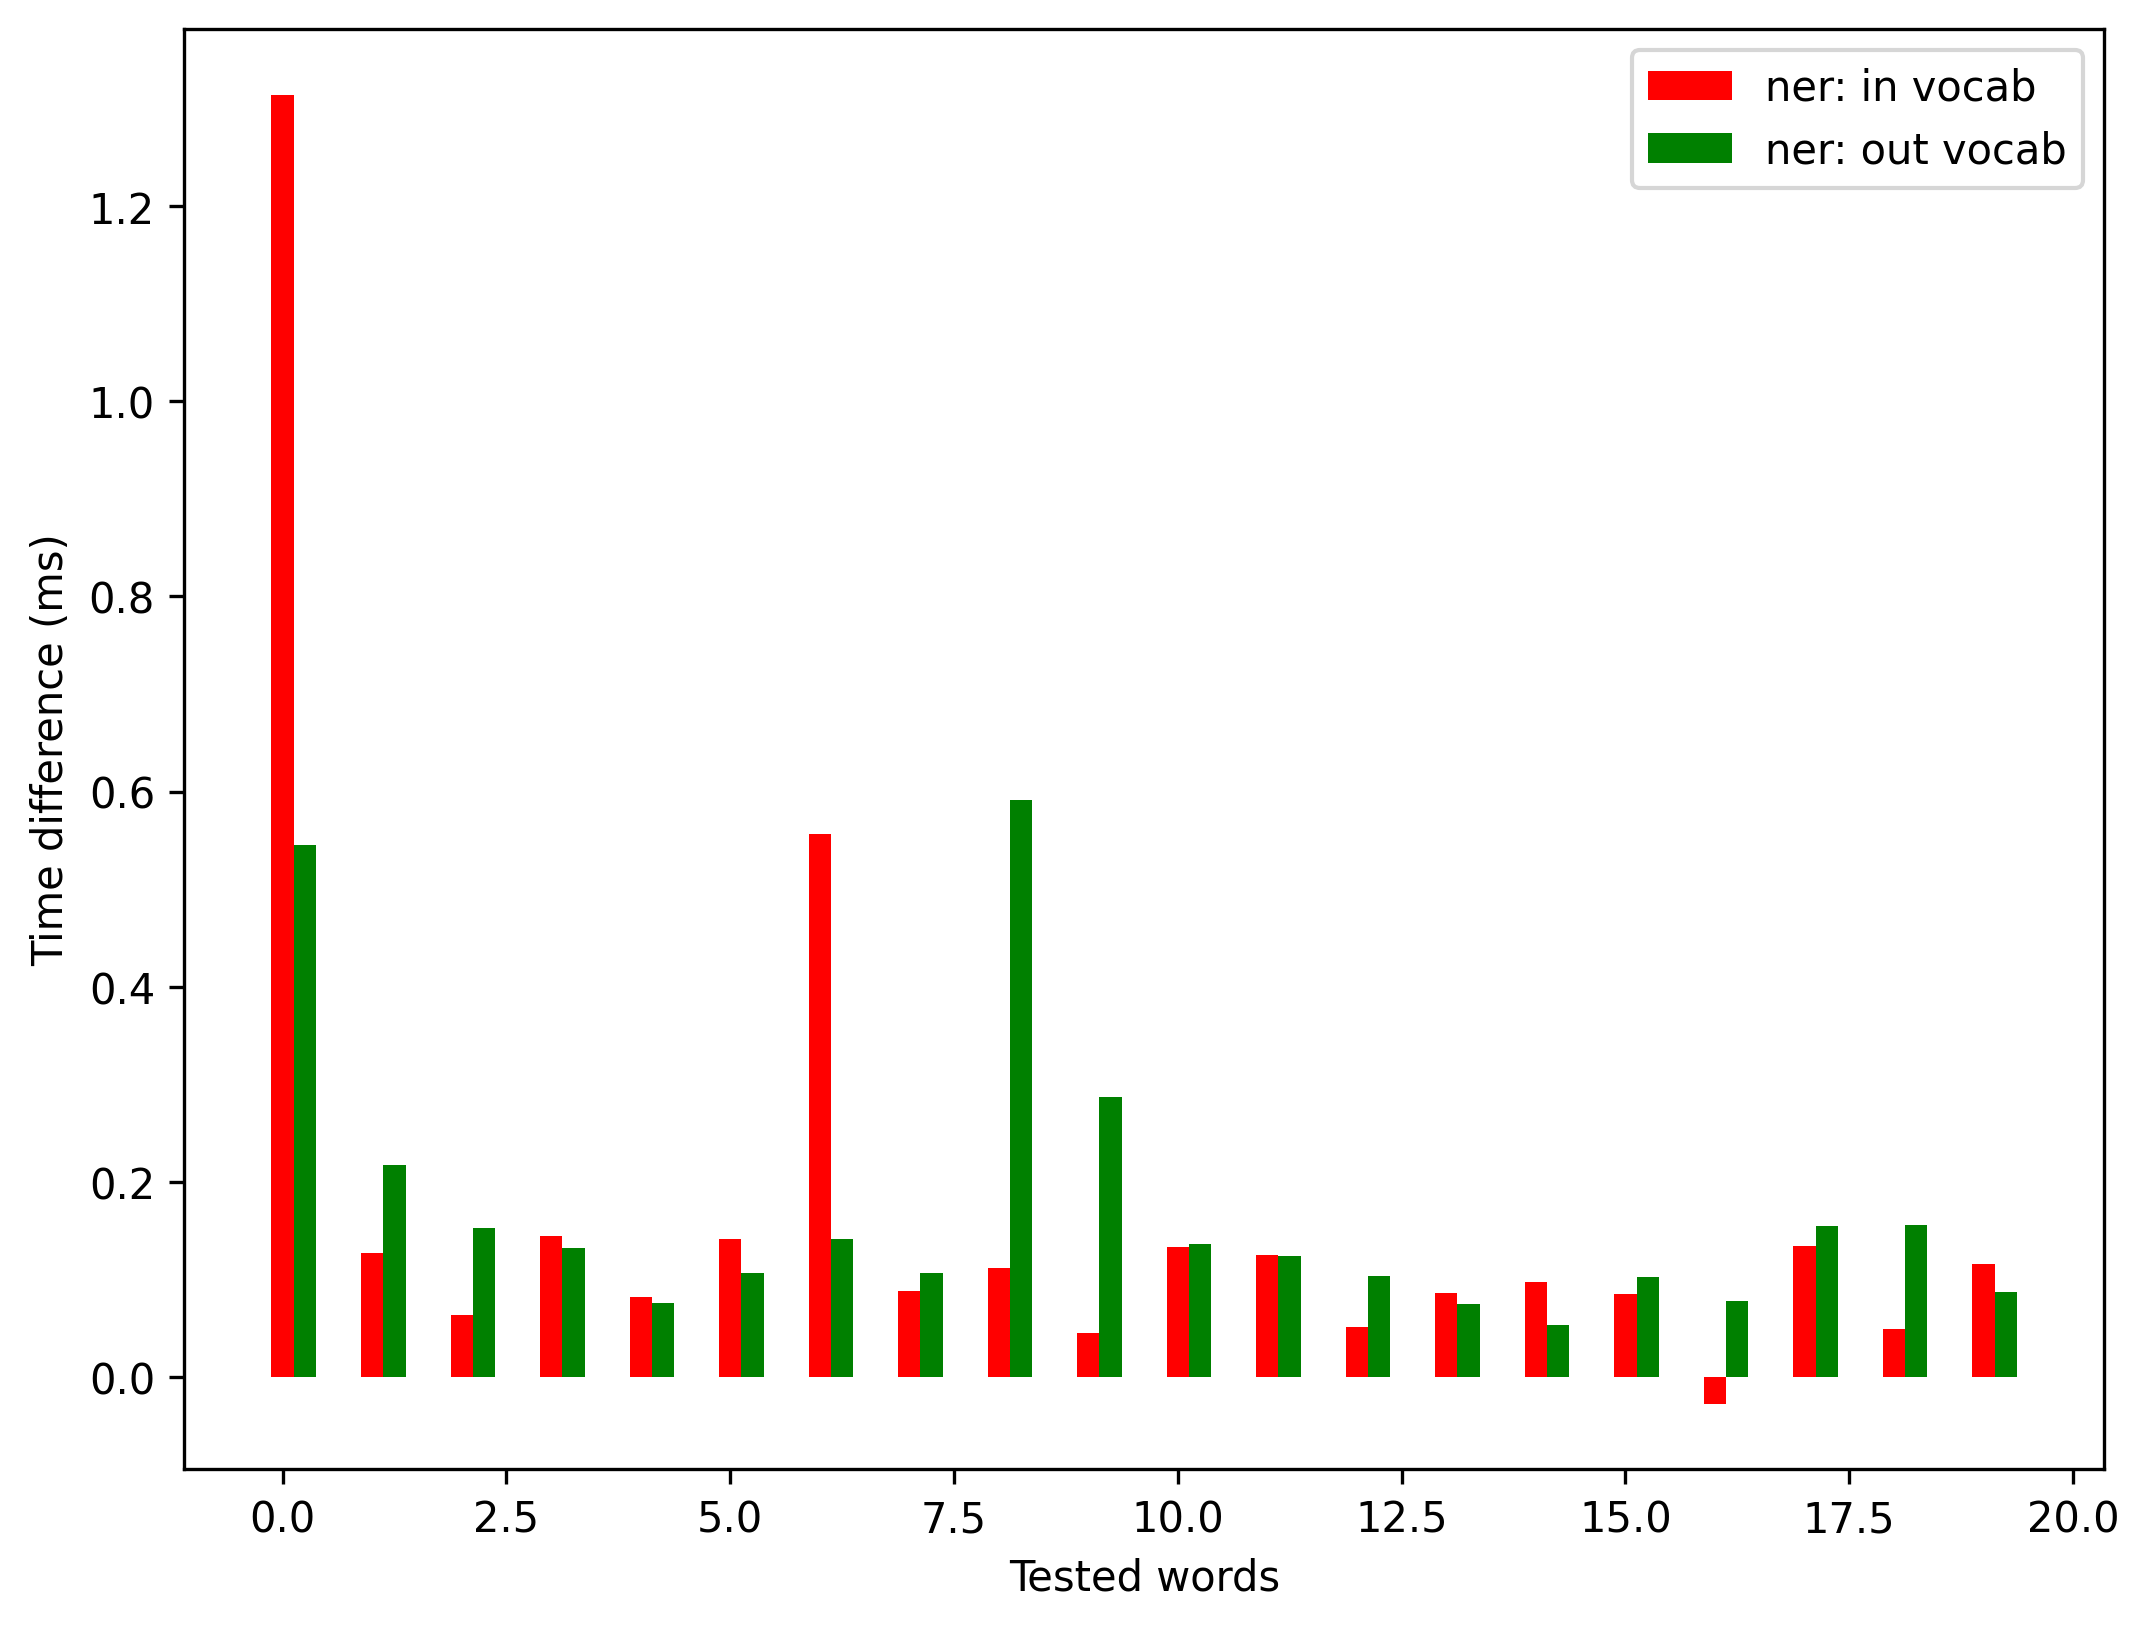 ner: in vocab
ner: out vocab
1.2
1.0
0.8
0.6
0.4
0.2
0.0
Time difference (ms)
0.0 2.5 5.0 7.5 10.0 12.5 15.0 17.5 20.0
Tested words